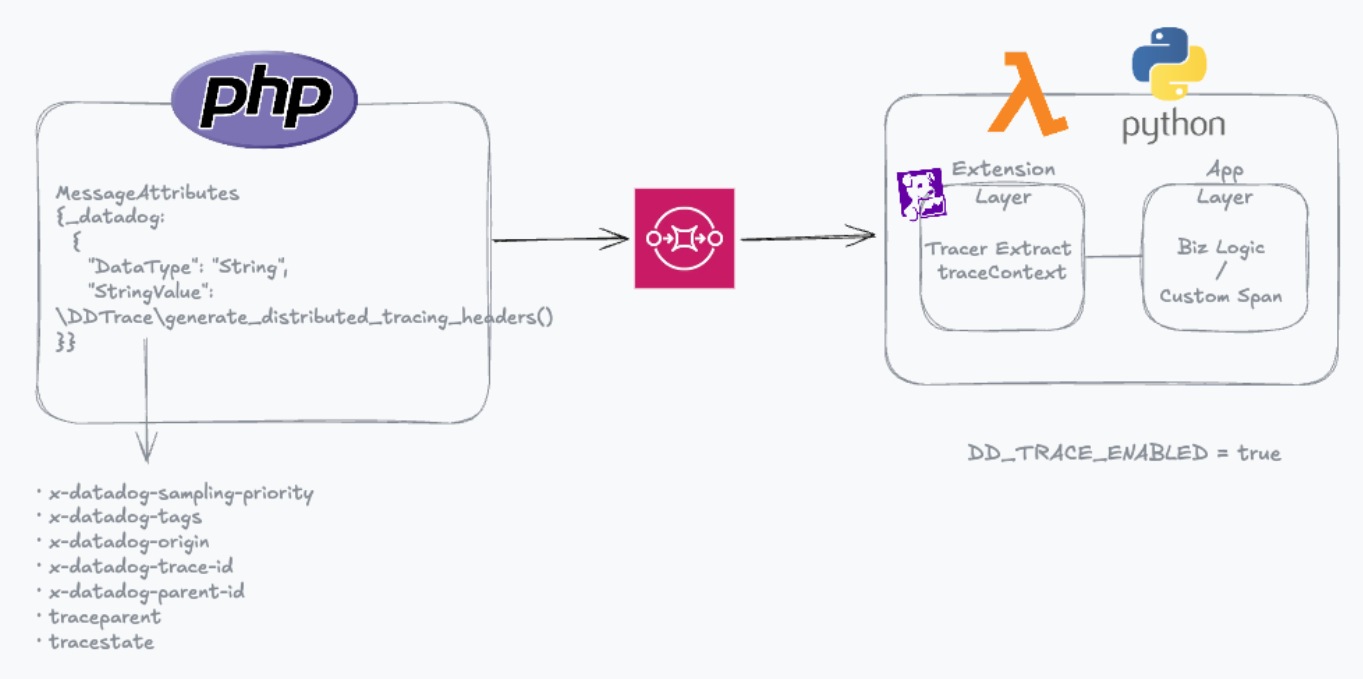 php
MessageAttributes
{_datadog:
{
"DataType": "String",
"StringValue":
\DDTrace\generate_distributed_tracing_headers()
}}
· x-datadog-sampling-priority
· x-datadog-tags
· x-datadog-origin
· x-datadog-trace-id
· x-datadog-parent-id
· traceparent
· tracestate
λ
python
Extension
Layer
Tracer Extract
traceContext
App
Layer
Biz Logic
/
Custom Span
DD_TRACE_ENABLED = true